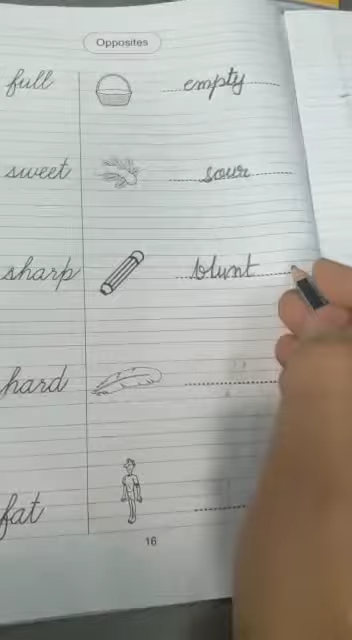 Opposites
full empty
sweet sour
sharp blunt
hard
fat
16